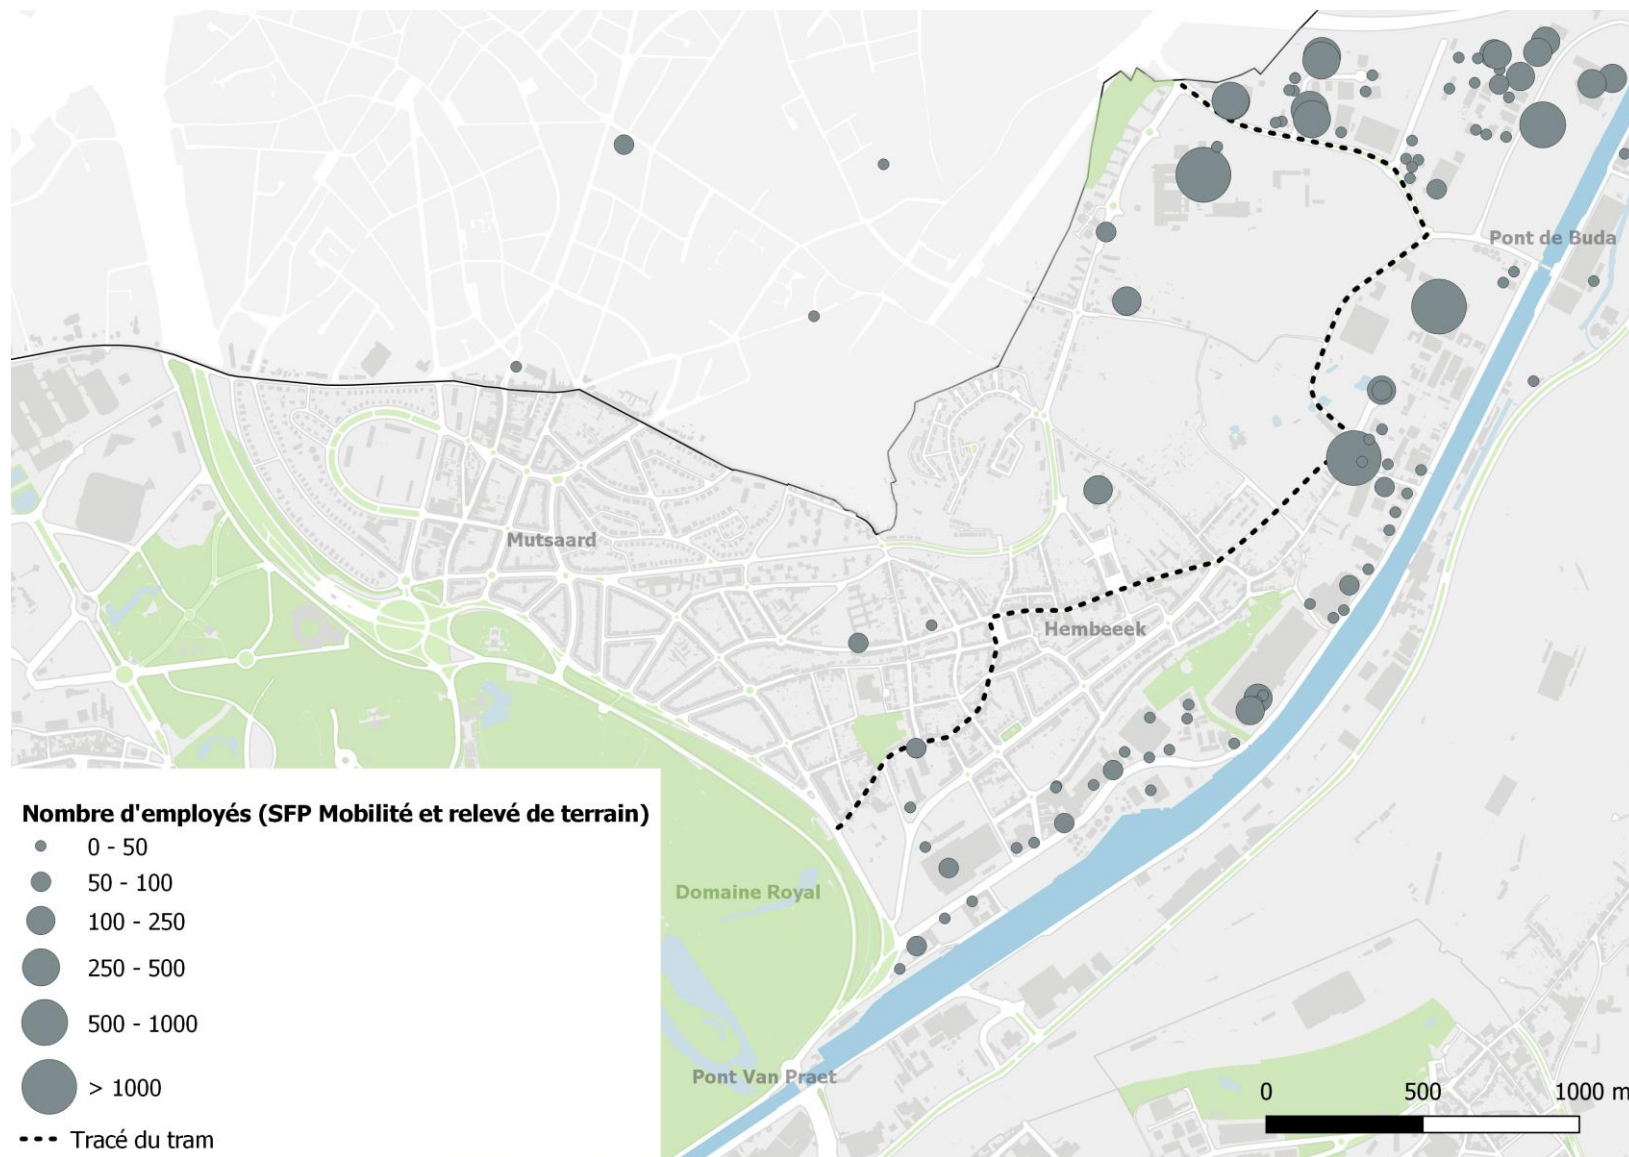 Pont de Buda
Mutsaard
Hembeeek
Nombre d'employés (SFP Mobilité et relevé de terrain)
0 - 50
50 - 100
100 - 250
250 - 500
500 - 1000
> 1000
Tracé du tram
Domaine Royal
Pont Van Praet
0 500 1000 m